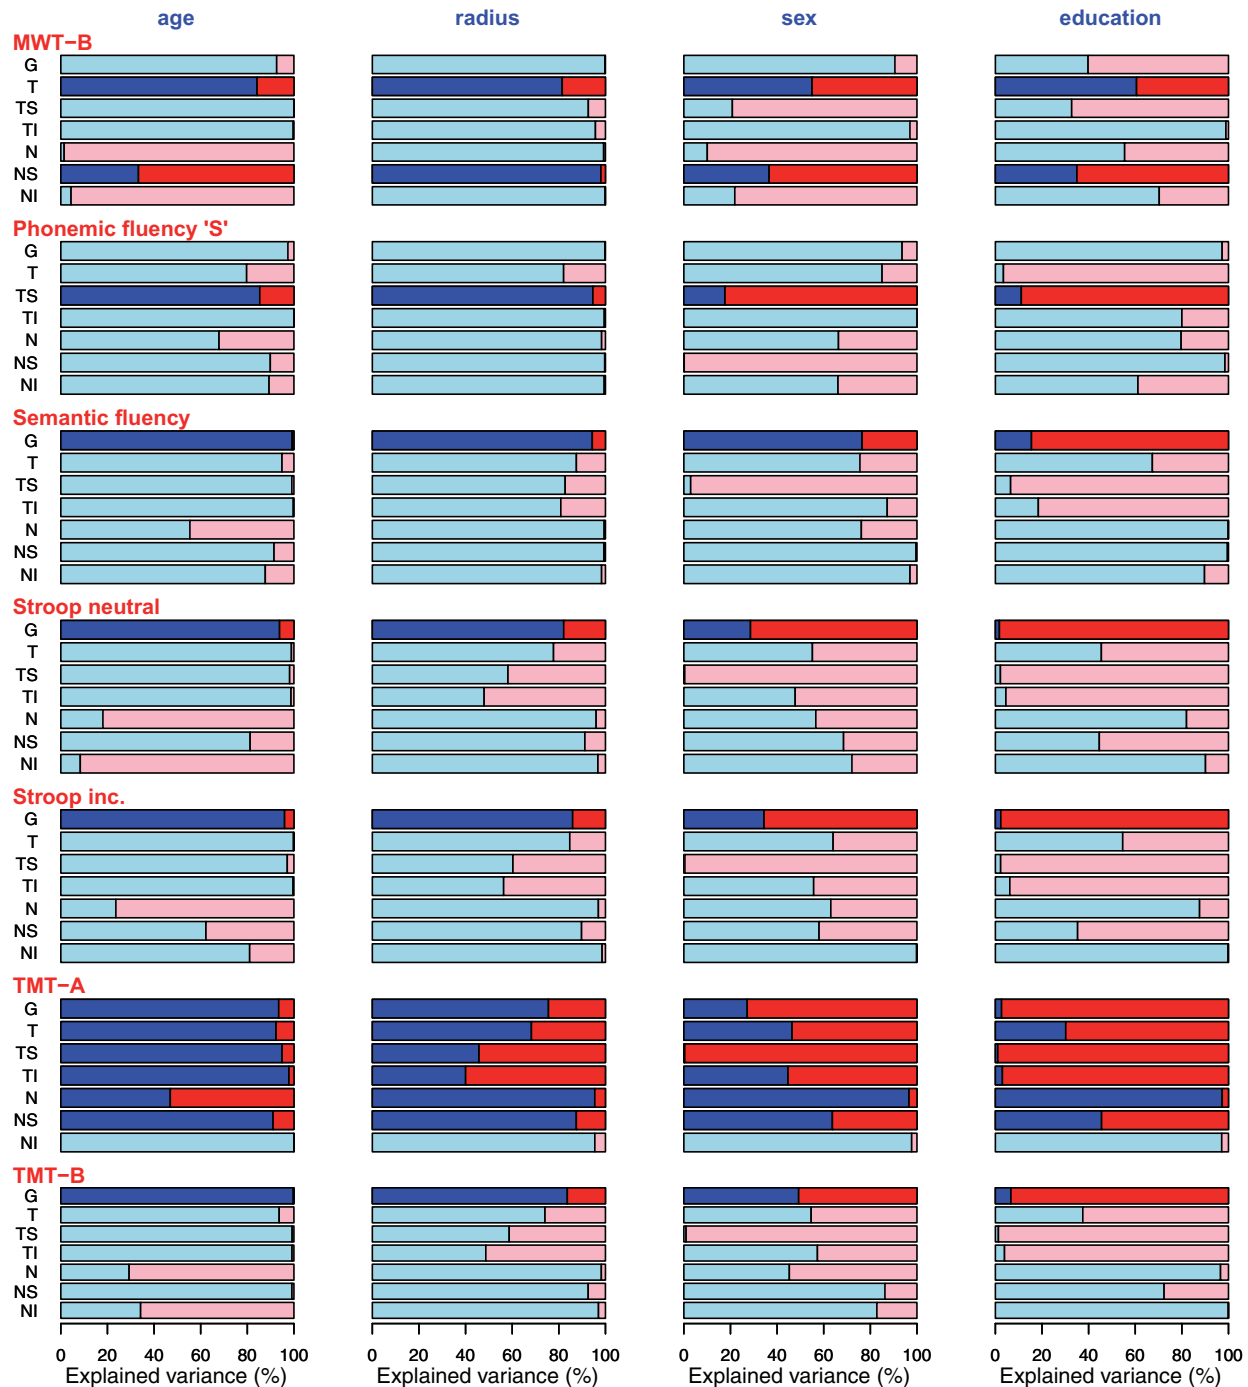 age radius sex education
MWT−B
G
T
TS
TI
N
NS
NI
Phonemic fluency 'S'
G
T
TS
TI
N
NS
NI
Semantic fluency
G
T
TS
TI
N
NS
NI
Stroop neutral
G
T
TS
TI
N
NS
NI
Stroop inc.
G
T
TS
TI
N
NS
NI
TMT−A
G
T
TS
TI
N
NS
NI
TMT−B
G
T
TS
TI
N
NS
NI
0 20 40 60 80 100 0 20 40 60 80 100 0 20 40 60 80 100 0 20 40 60 80 100
Explained variance (%) Explained variance (%) Explained variance (%) Explained variance (%)